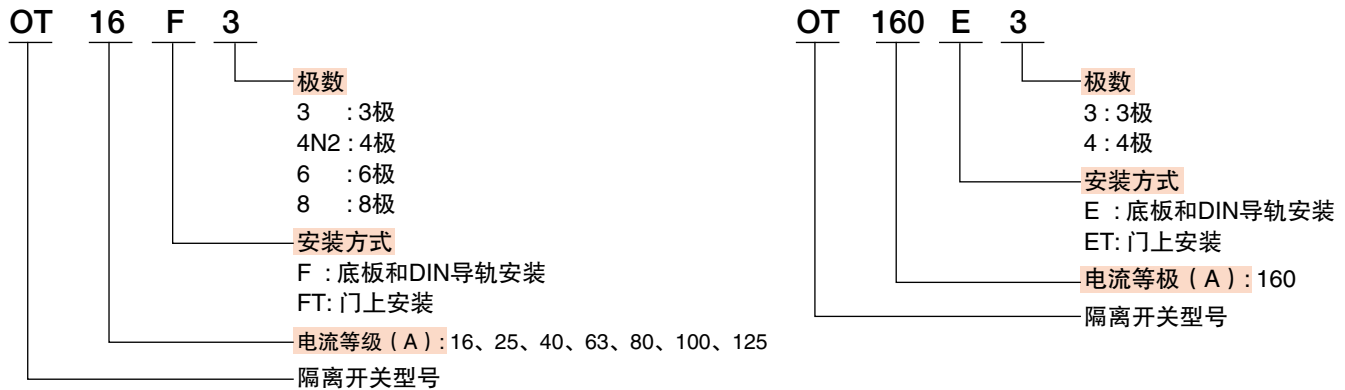 OT 16 F 3
极数
3 : 3极
4N2 : 4极
6 : 6极
8 : 8极
安装方式
F : 底板和DIN导轨安装
FT: 门上安装
电流等级（A）: 16、25、40、63、80、100、125
隔离开关型号
OT 160 E 3
极数
3 : 3极
4 : 4极
安装方式
E : 底板和DIN导轨安装
ET: 门上安装
电流等极（A）: 160
隔离开关型号